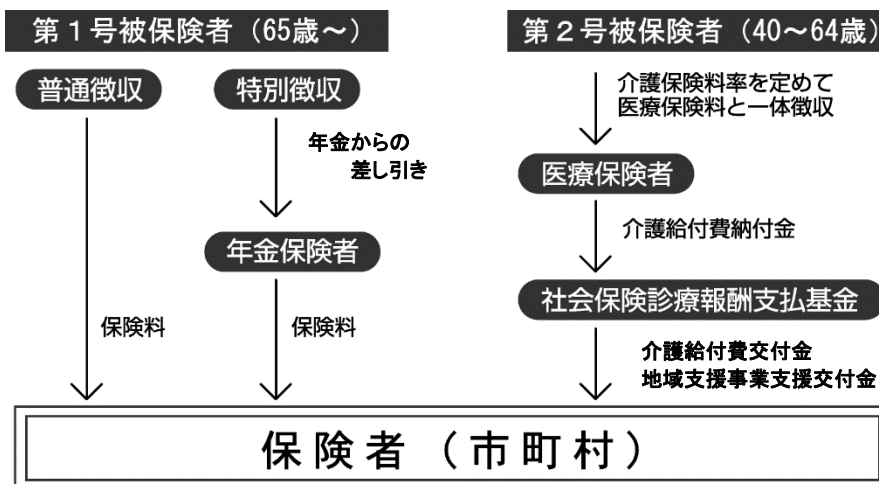 第１号被保険者（65歳～）
普通徴収
特別徴収
年金からの
差し引き
年金保険者
保険料
保険料
第２号被保険者（40～64歳）
介護保険料率を定めて
医療保険料と一体徴収
医療保険者
介護給付費納付金
社会保険診療報酬支払基金
介護給付費交付金
地域支援事業支援交付金
保険者（市町村）